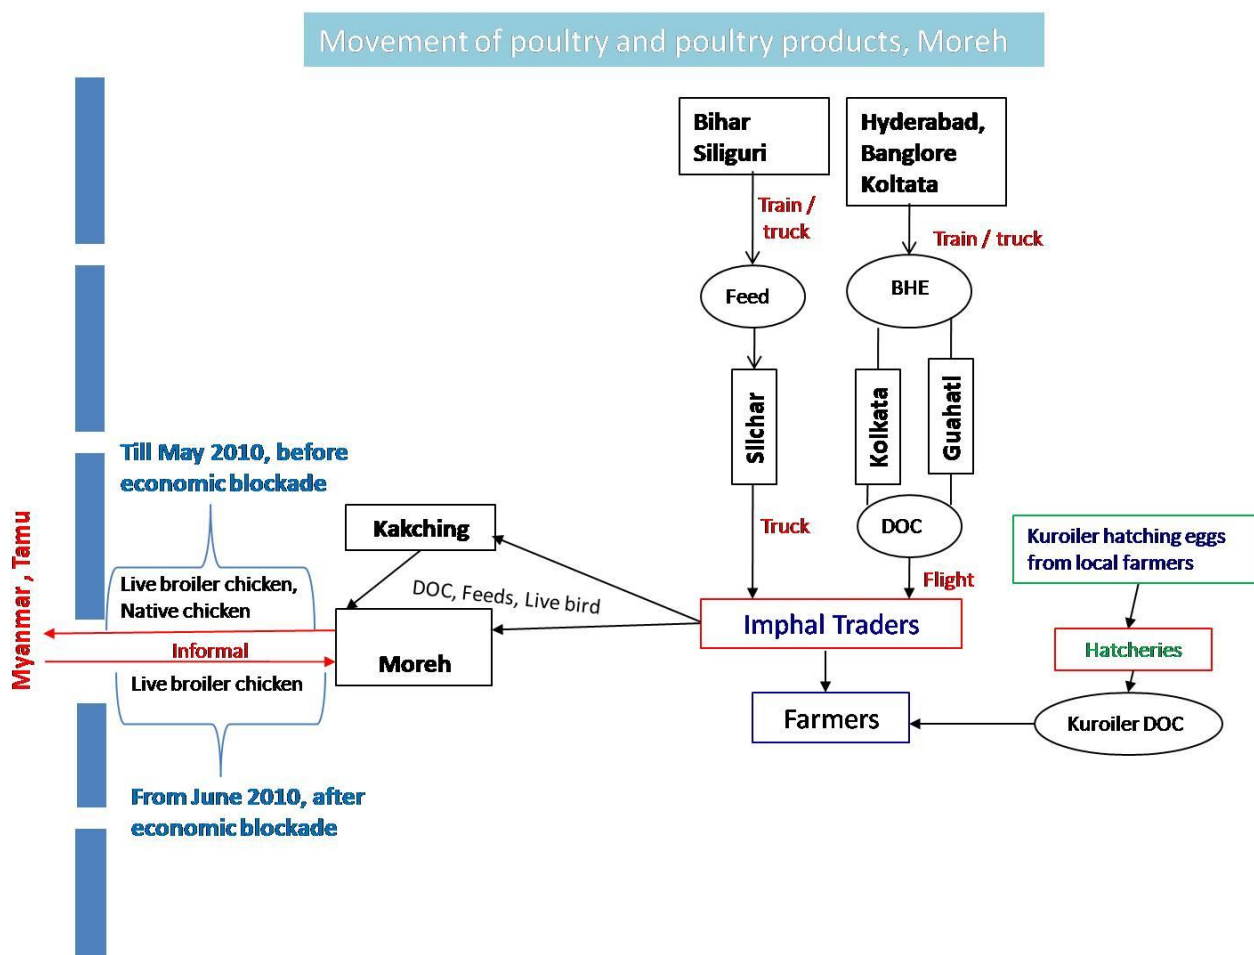 Movement of poultry and poultry products, Moreh
Bihar
Siliguri
Hyderabad,
Banglore
Koltata
Train /
truck
Train / truck
Feed
BHE
Silchar
Kolkata
Guahati
Till May 2010, before
economic blockade
Truck
DOC
Flight
Kakching
DOC, Feeds, Live bird
Kuroiler hatching eggs
from local farmers
Myanmar , Tamu
Live broiler chicken,
Native chicken
Informal
Live broiler chicken
Moreh
Imphal Traders
Hatcheries
Farmers
Kuroiler DOC
From June 2010, after
economic blockade